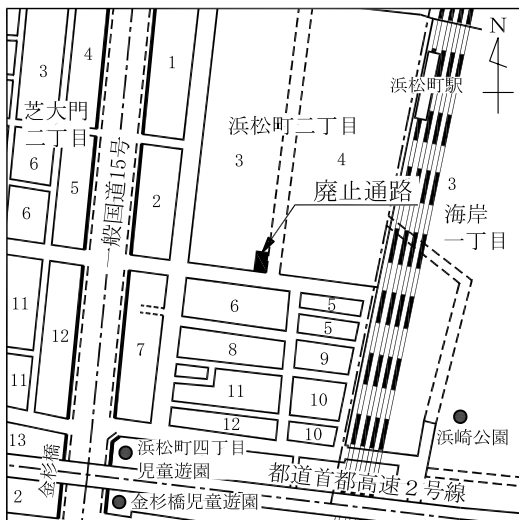 N
4
1
3
浜松町駅
芝大門
二丁目
浜松町二丁目
3
4
6
5
一般国道15号
2
廃止通路
3
海岸
一丁目
6
11
12
7
6
5
5
8
9
11
11
10
12
10
13
金杉橋
浜松町四丁目
児童遊園
浜崎公園
都道首都高速2号線
2
金杉橋児童遊園